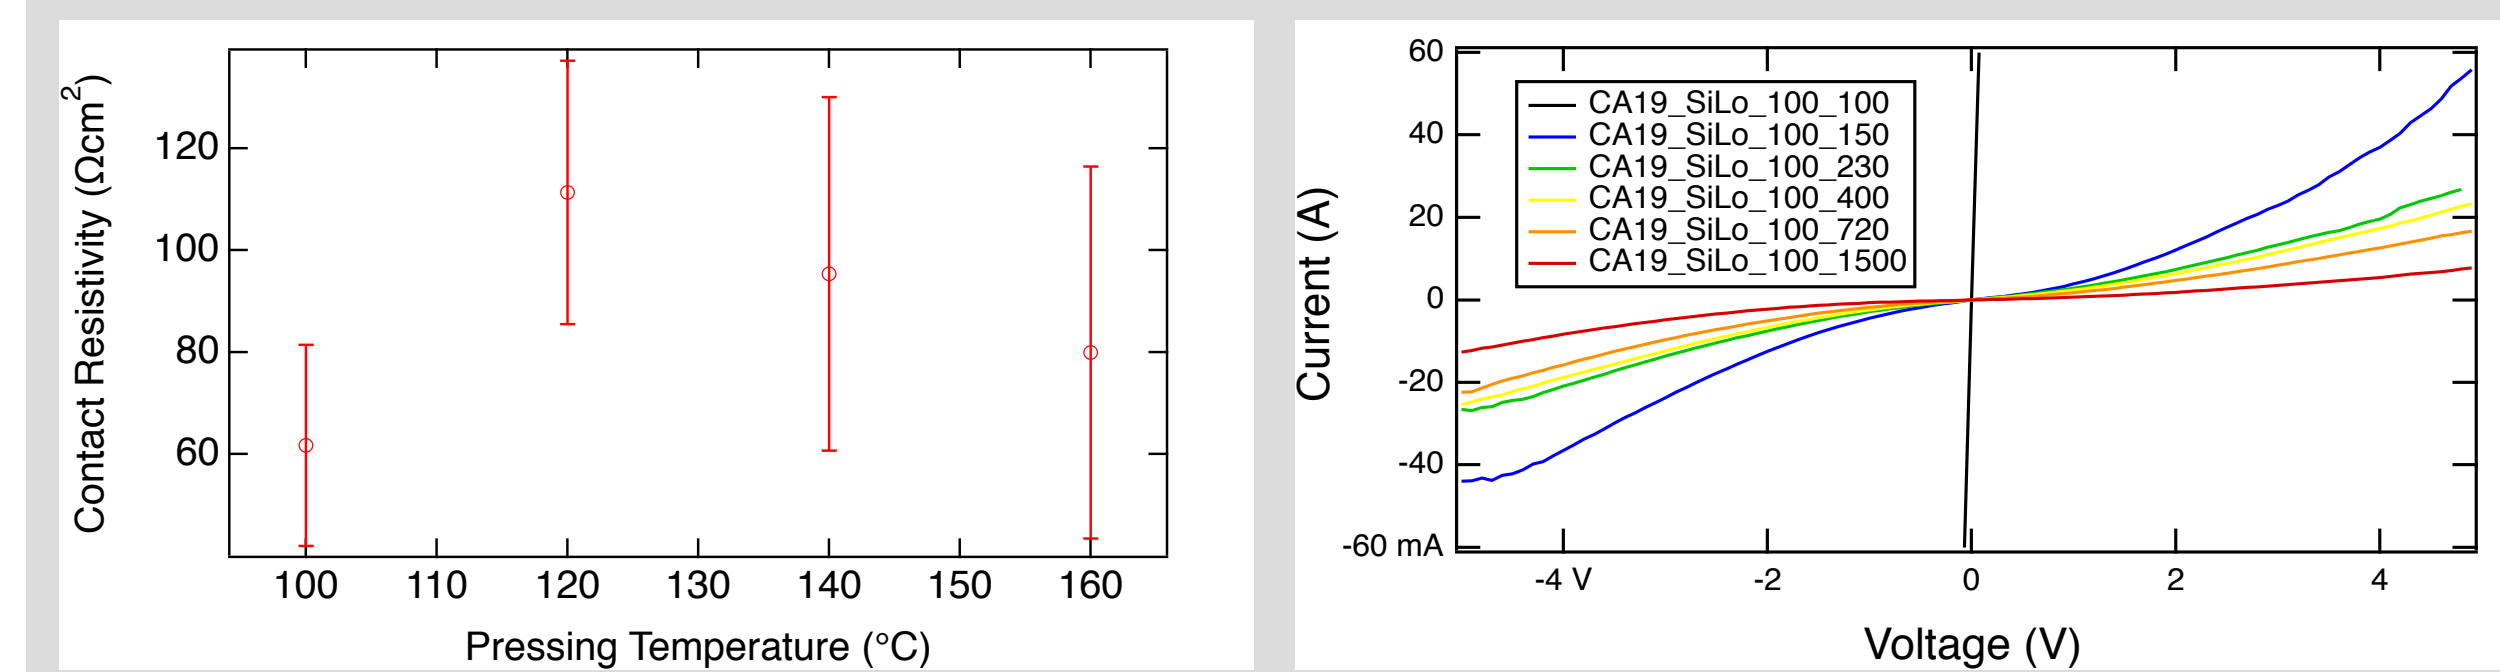 Contact Resistivity (Ωcm²)
120
100
80
60
100 110 120 130 140 150 160
Pressing Temperature (°C)
Current (A)
60
40
20
0
-20
-40
-60 mA
CA19_SiLo_100_100
CA19_SiLo_100_150
CA19_SiLo_100_230
CA19_SiLo_100_400
CA19_SiLo_100_720
CA19_SiLo_100_1500
-4 V -2 0 2 4
Voltage (V)